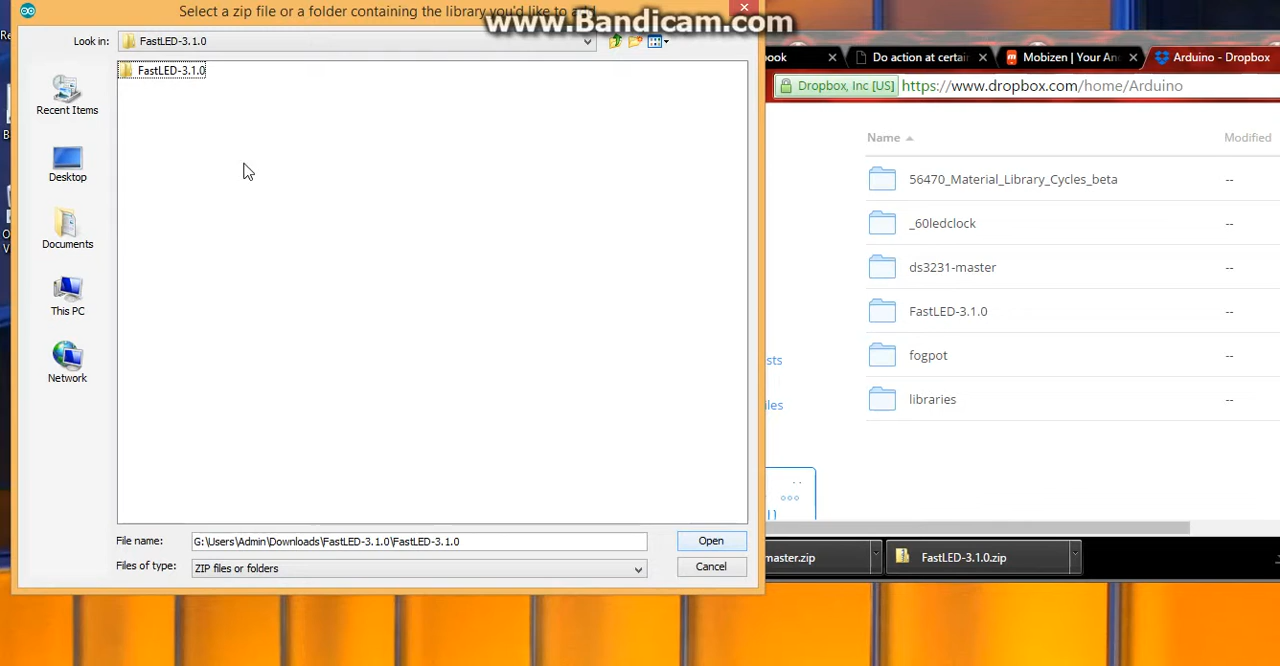 Select a zip file or a folder containing the library you'd like to add
www.Bandicam.com
Look in:
FastLED-3.1.0
FastLED-3.1.0
Recent Items
Desktop
Documents
This PC
Network
File name:
G:\Users\Admin\Downloads\FastLED-3.1.0\FastLED-3.1.0
Open
Files of type:
ZIP files or folders
Cancel
ook
Do action at certai
Mobizen | Your An
Arduino - Dropbox
Dropbox, Inc [US]
https://www.dropbox.com/home/Arduino
Name
Modified
56470_Material_Library_Cycles_beta
--
_60ledclock
--
ds3231-master
--
FastLED-3.1.0
--
fogpot
--
libraries
--
sts
iles
master.zip
FastLED-3.1.0.zip